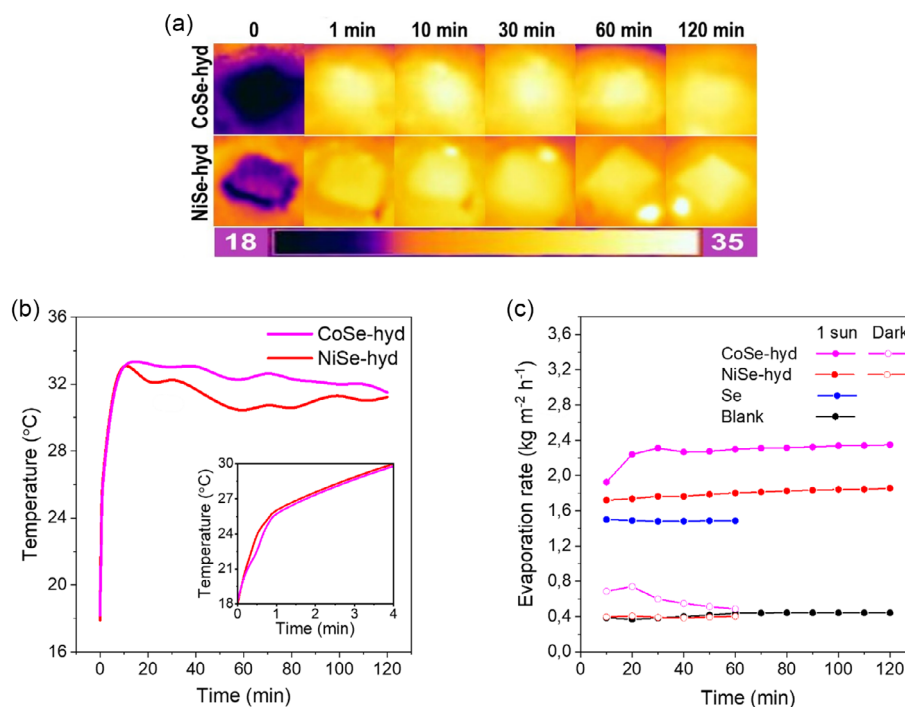 (a)
0 1 min 10 min 30 min 60 min 120 min
CoSe-hyd
NiSe-hyd
18 35
(b)
Temperature (°C)
36
32
28
24
20
16
CoSe-hyd
NiSe-hyd
Temperature (°C)
30
27
24
21
18
0 1 2 3 4
Time (min)
0 20 40 60 80 100 120
Time (min)
(c)
Evaporation rate (kg m⁻² h⁻¹)
3,6
3,2
2,8
2,4
2,0
1,6
1,2
0,8
0,4
0,0
1 sun Dark
CoSe-hyd
NiSe-hyd
Se
Blank
0 20 40 60 80 100 120
Time (min)